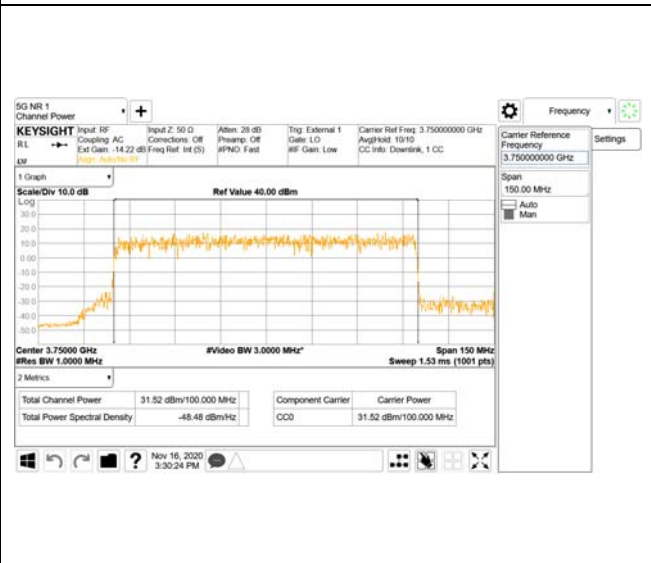 5G NR 1
Channel Power
KEYSIGHT
RL
Input: RF
Coupling: AC
Ext Gain: -14.22 dB
Align: Auto/No RF
Input Z: 50 Ω
Corrections: Off
Freq Ref: Int (S)
Atten: 28 dB
Preamp: Off
#PNO: Fast
Trig: External 1
Gate: LO
#IF Gain: Low
Carrier Ref Freq: 3.750000000 GHz
Avg|Hold: 10/10
CC Info: Downlink, 1 CC
Frequency
Settings
Carrier Reference
Frequency
3.750000000 GHz
Span
150.00 MHz
Auto
Man
1 Graph
Scale/Div 10.0 dB
Ref Value 40.00 dBm
Log
30.0
20.0
10.0
0.00
-10.0
-20.0
-30.0
-40.0
-50.0
Center 3.75000 GHz
#Video BW 3.0000 MHz*
Span 150 MHz
#Res BW 1.0000 MHz
Sweep 1.53 ms (1001 pts)
2 Metrics
Total Channel Power 31.52 dBm/100.000 MHz
Total Power Spectral Density -48.48 dBm/Hz
Component Carrier Carrier Power
CC0 31.52 dBm/100.000 MHz
?
Nov 16, 2020
3:30:24 PM